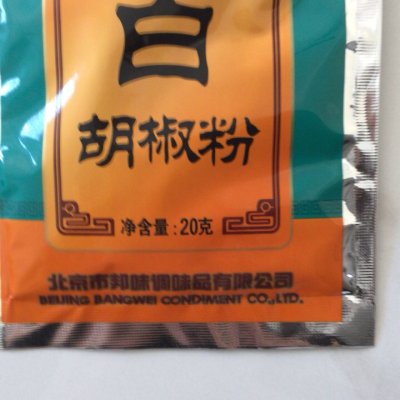 白
胡椒粉
净含量:20克
北京市邦味调味品有限公司
BEIJING BANGWEI CONDIMENT CO.,LTD.